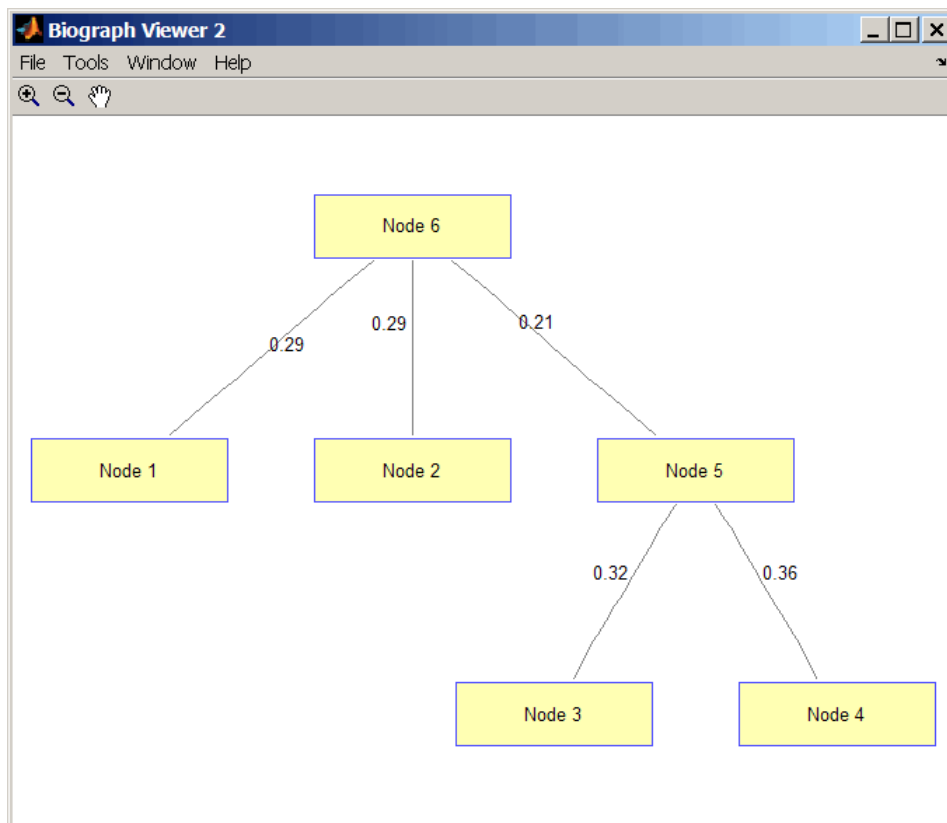 Biograph Viewer 2
File Tools Window Help
Node 6
0.29
0.29
0.21
Node 1
Node 2
Node 5
0.32
0.36
Node 3
Node 4